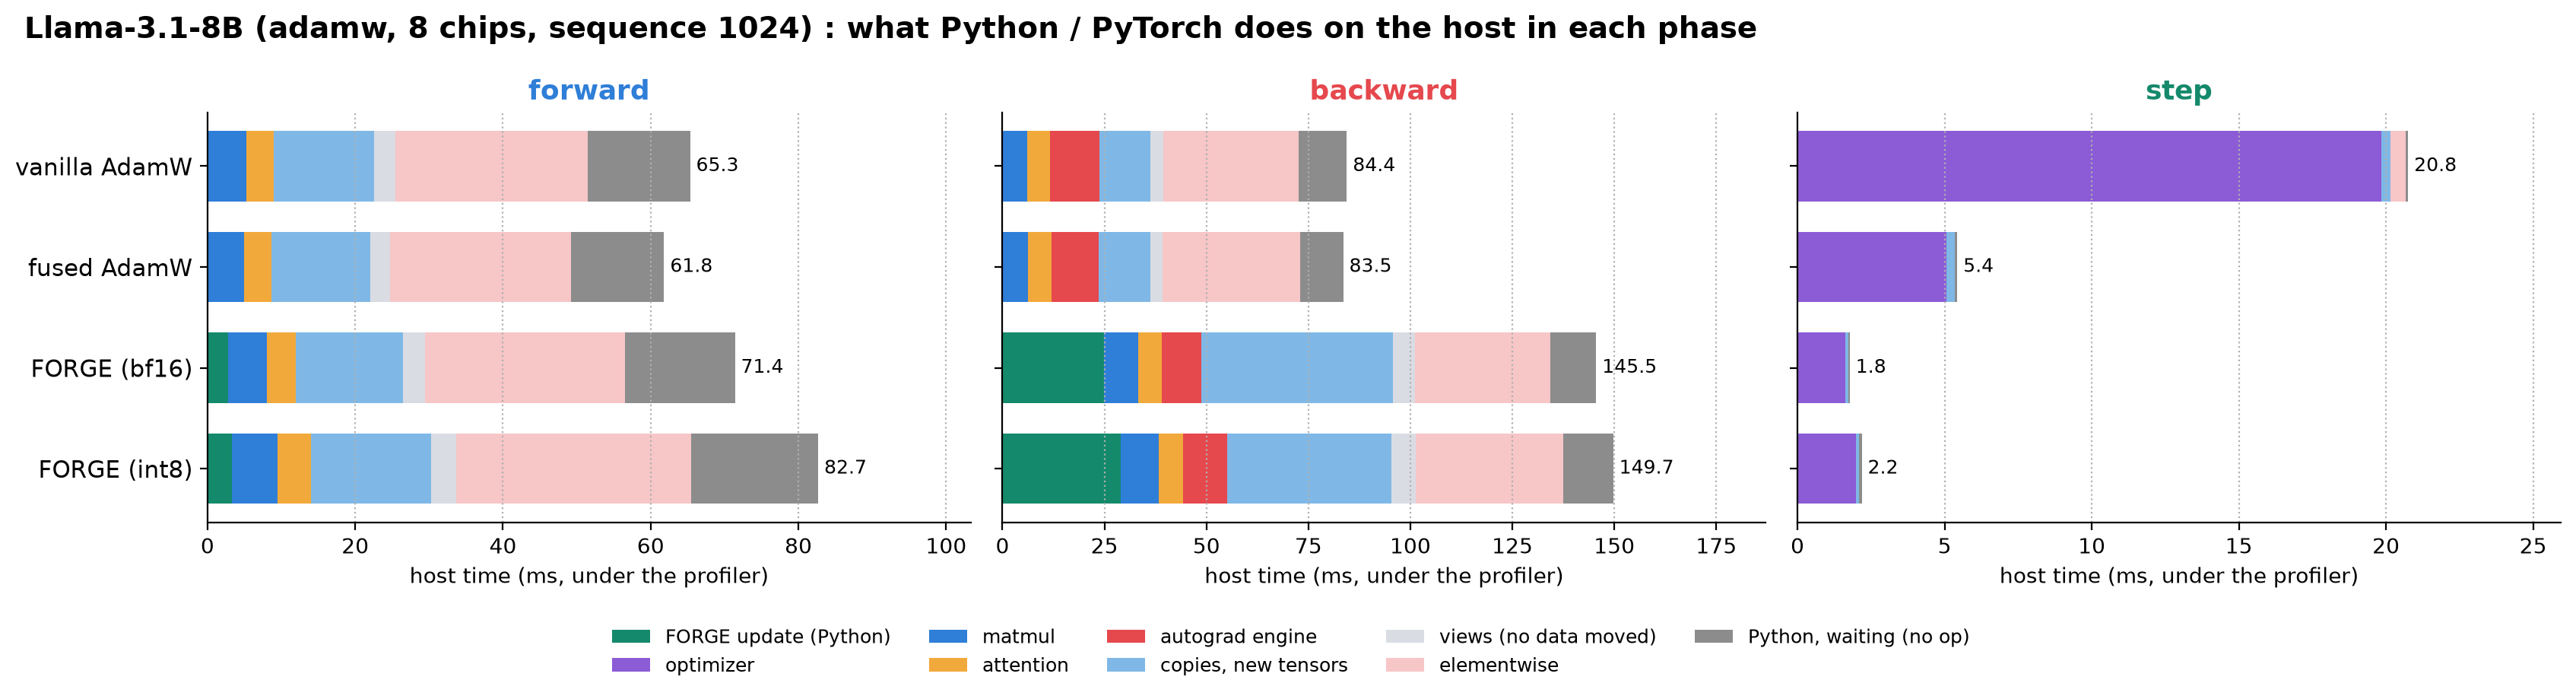 Llama-3.1-8B (adamw, 8 chips, sequence 1024) : what Python / PyTorch does on the host in each phase
forward
backward
step
vanilla AdamW
65.3
84.4
20.8
fused AdamW
61.8
83.5
5.4
FORGE (bf16)
71.4
145.5
1.8
FORGE (int8)
82.7
149.7
2.2
0 20 40 60 80 100
0 25 50 75 100 125 150 175
0 5 10 15 20 25
host time (ms, under the profiler)
host time (ms, under the profiler)
host time (ms, under the profiler)
FORGE update (Python)
optimizer
matmul
attention
autograd engine
copies, new tensors
views (no data moved)
elementwise
Python, waiting (no op)